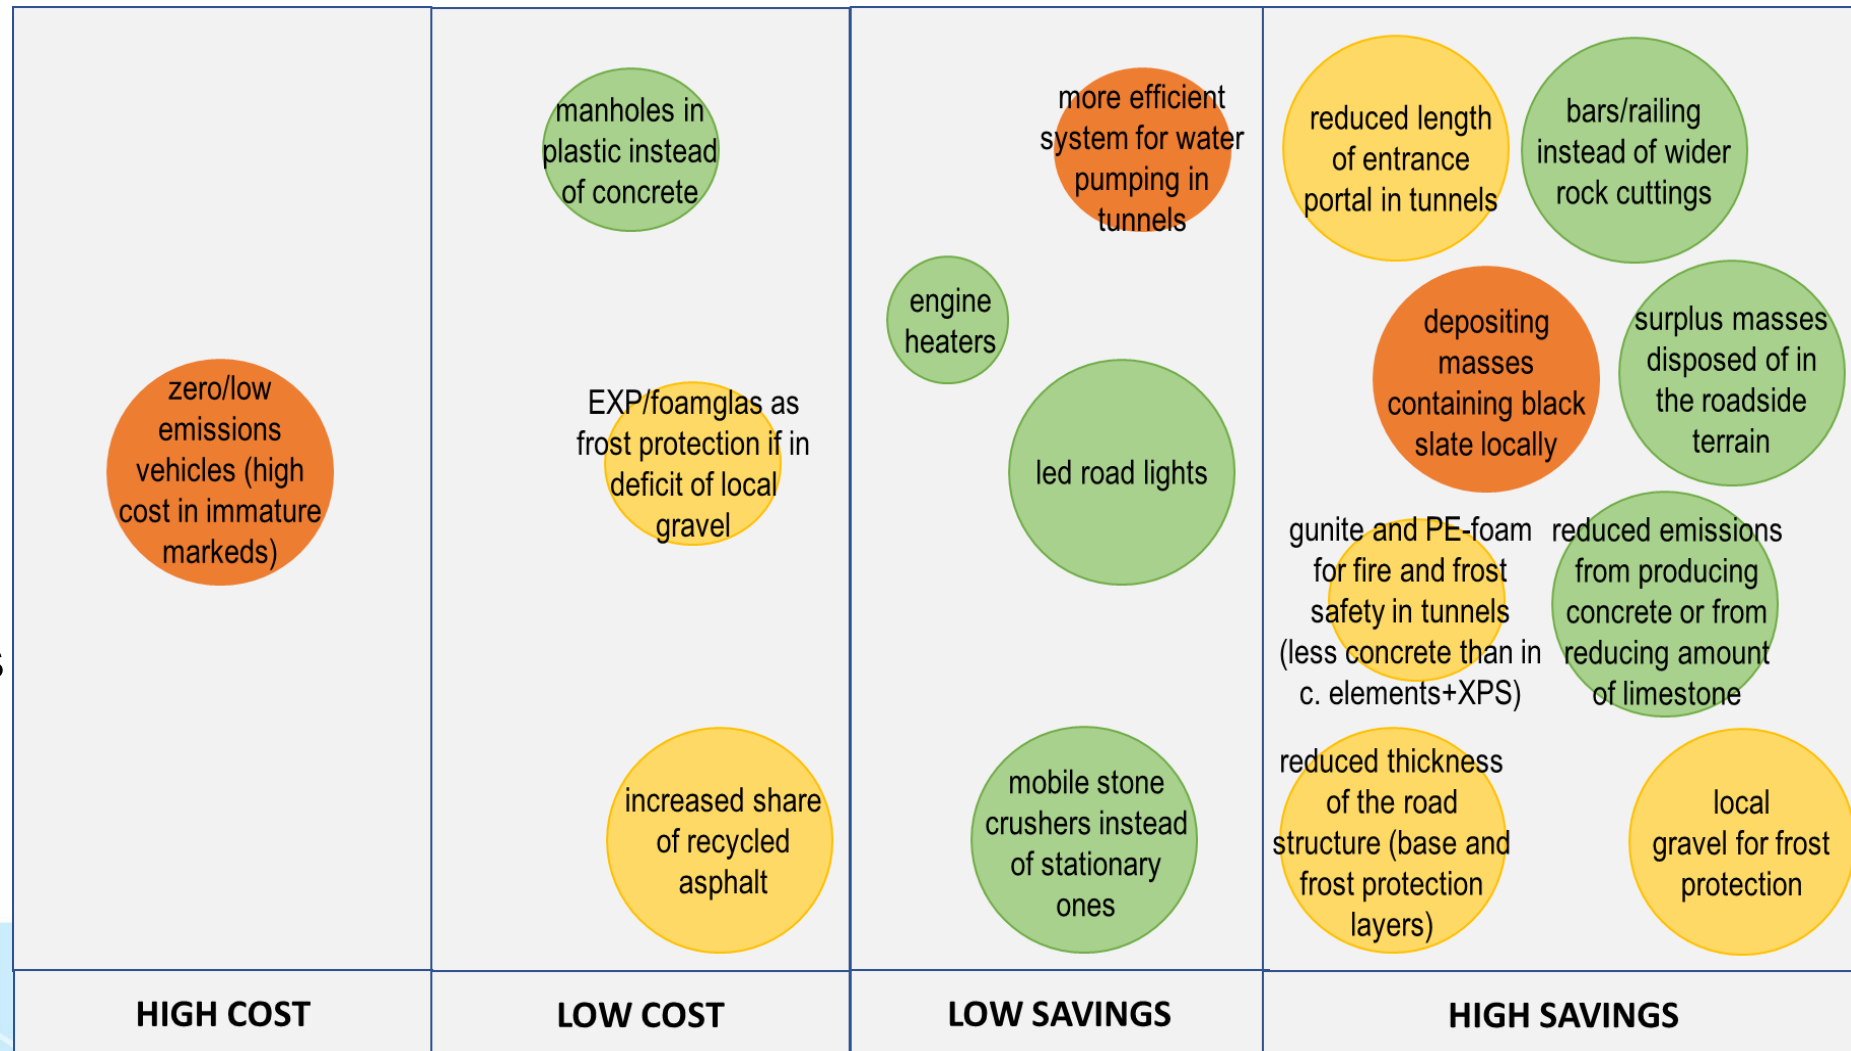 zero/low
emissions
vehicles (high
cost in immature
markeds)
manholes in
plastic instead
of concrete
EXP/foamglas as
frost protection if in
deficit of local
gravel
increased share
of recycled
asphalt
more efficient
system for water
pumping in
tunnels
engine
heaters
led road lights
mobile stone
crushers instead
of stationary
ones
reduced length
of entrance
portal in tunnels
bars/railing
instead of wider
rock cuttings
depositing
masses
containing black
slate locally
surplus masses
disposed of in
the roadside
terrain
gunite and PE-foam
for fire and frost
safety in tunnels
(less concrete than in
c. elements+XPS)
reduced emissions
from producing
concrete or from
reducing amount
of limestone
reduced thickness
of the road
structure (base and
frost protection
layers)
local
gravel for frost
protection
s
HIGH COST
LOW COST
LOW SAVINGS
HIGH SAVINGS